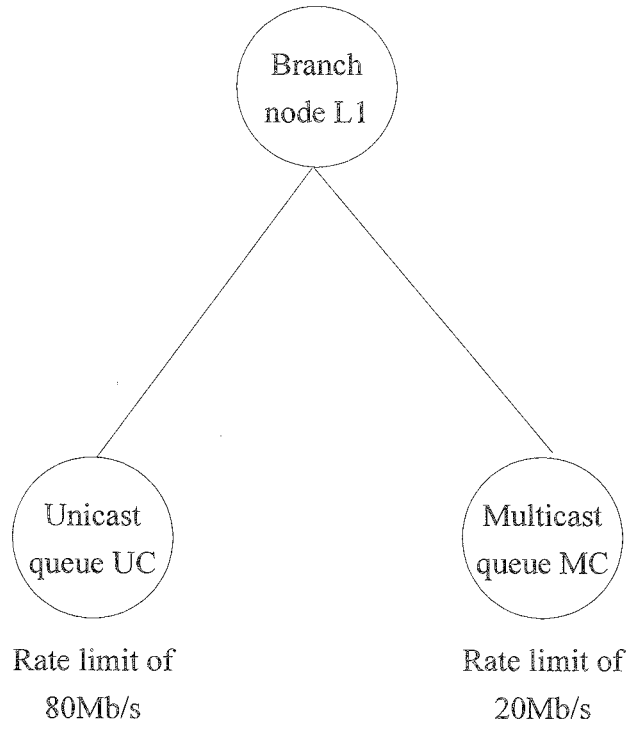 Branch
node L1
Unicast
queue UC
Multicast
queue MC
Rate limit of
80Mb/s
Rate limit of
20Mb/s